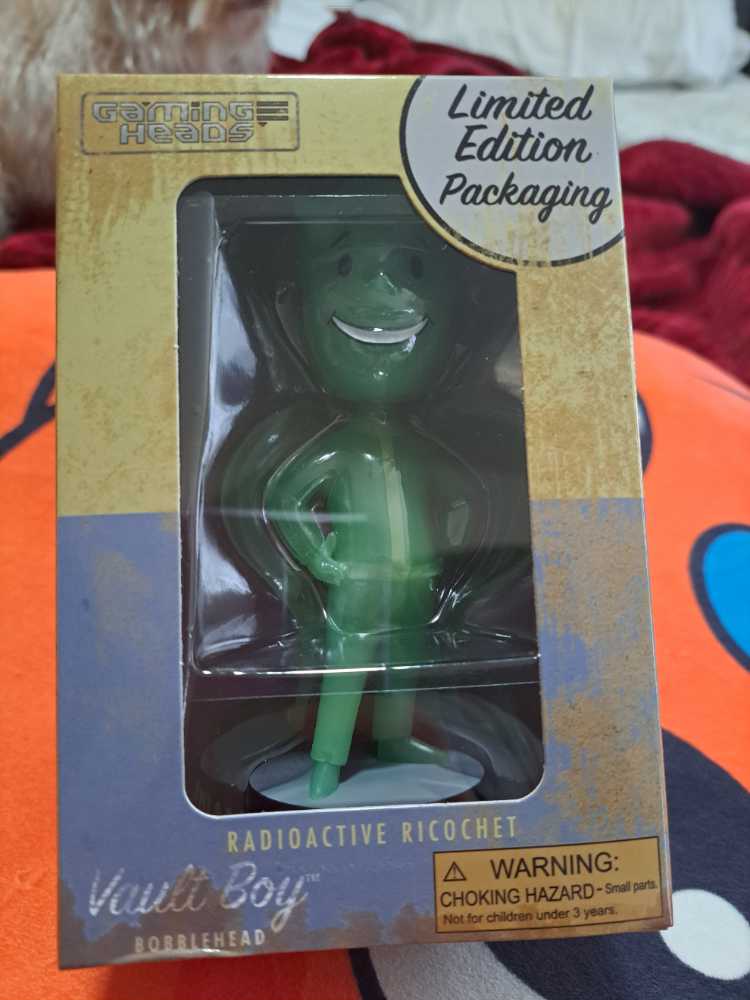 Gaming
Heads
Limited
Edition
Packaging
RADIOACTIVE RICOCHET
Vault Boy™
BOBBLEHEAD
⚠ WARNING:
CHOKING HAZARD - Small parts.
Not for children under 3 years.